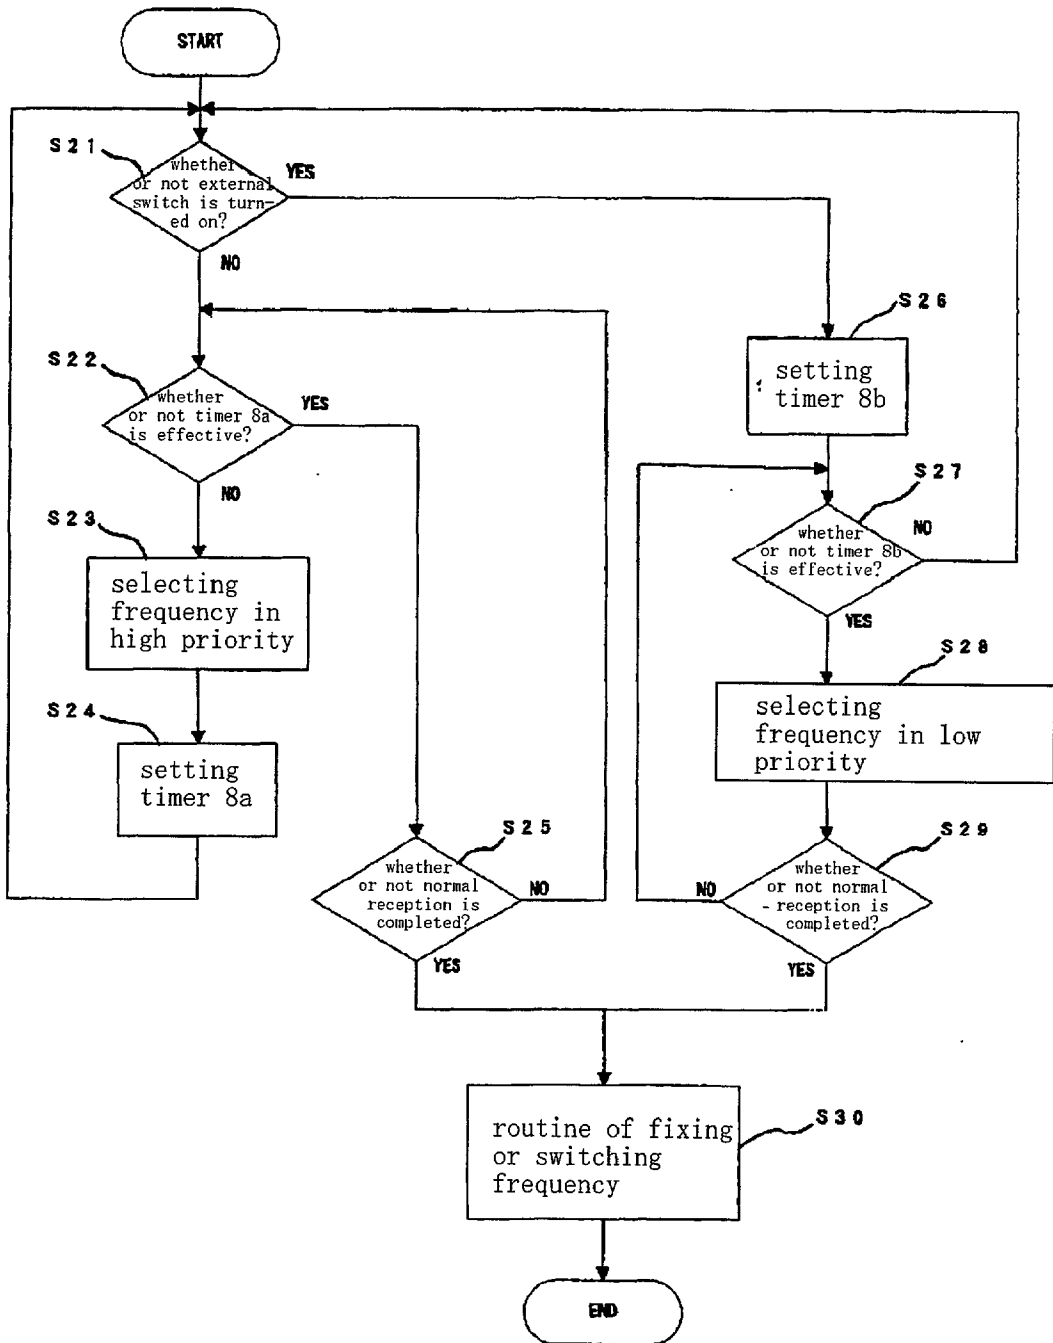 START
S21
whether
or not external
switch is turn-
ed on?
YES
NO
S26
setting
timer 8b
S22
whether
or not timer 8a
is effective?
YES
NO
S27
whether
or not timer 8b
is effective?
NO
YES
S23
selecting
frequency in
high priority
S28
selecting
frequency in low
priority
S24
setting
timer 8a
S25
whether
or not normal
reception is
completed?
NO
YES
S29
whether
or not normal
reception is
completed?
NO
YES
S30
routine of fixing
or switching
frequency
END